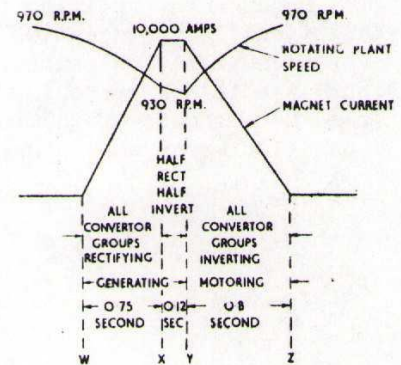 970 R.P.M.
970 R.P.M.
10,000 AMPS
ROTATING PLANT
SPEED
930 R.P.M.
MAGNET CURRENT
HALF
RECT
HALF
INVERT
ALL
CONVERTOR
GROUPS
RECTIFYING
ALL
CONVERTOR
GROUPS
INVERTING
GENERATING
MOTORING
0 75
SECOND
0 12
SEC
0 8
SECOND
W
X
Y
Z